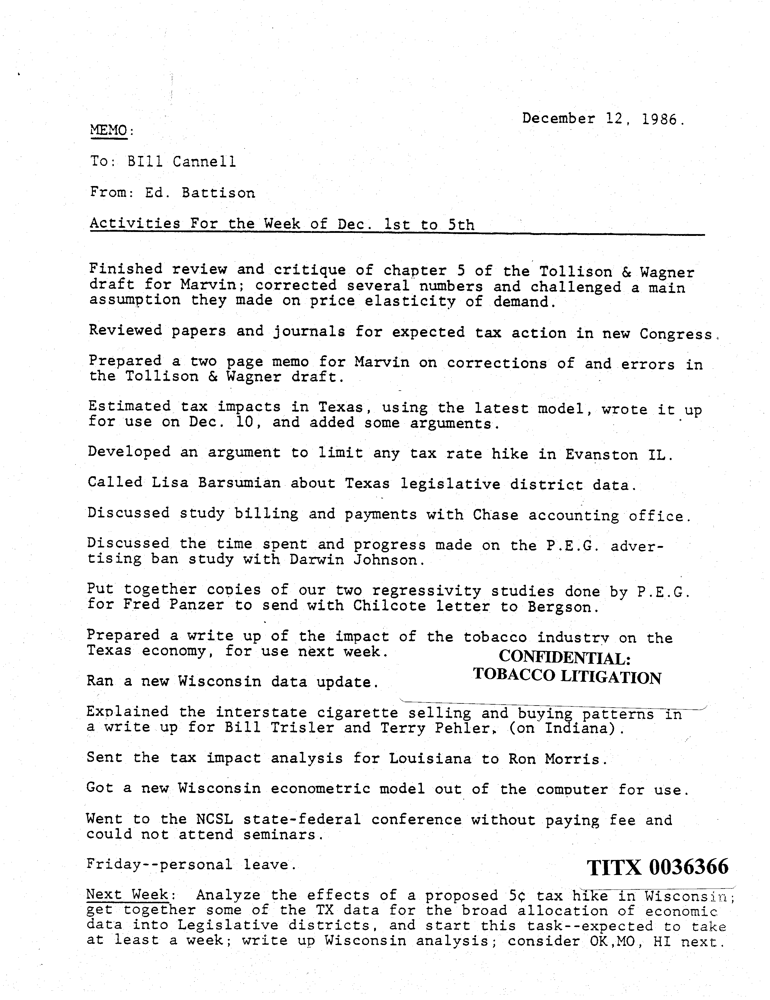 December 12, 1986.
MEMO:
To: BIll Cannell
From: Ed. Battison
Activities For the Week of Dec. 1st to 5th
Finished review and critique of chapter 5 of the Tollison & Wagner
draft for Marvin; corrected several numbers and challenged a main
assumption they made on price elasticity of demand.
Reviewed papers and journals for expected tax action in new Congress.
Prepared a two page memo for Marvin on corrections of and errors in
the Tollison & Wagner draft.
Estimated tax impacts in Texas, using the latest model, wrote it up
for use on Dec. 10, and added some arguments.
Developed an argument to limit any tax rate hike in Evanston IL.
Called Lisa Barsumian about Texas legislative district data.
Discussed study billing and payments with Chase accounting office.
Discussed the time spent and progress made on the P.E.G. adver-
tising ban study with Darwin Johnson.
Put together copies of our two regressivity studies done by P.E.G.
for Fred Panzer to send with Chilcote letter to Bergson.
Prepared a write up of the impact of the tobacco industry on the
Texas economy, for use next week.
CONFIDENTIAL:
TOBACCO LITIGATION
Ran a new Wisconsin data update.
Explained the interstate cigarette selling and buying patterns in
a write up for Bill Trisler and Terry Pehler, (on Indiana).
Sent the tax impact analysis for Louisiana to Ron Morris.
Got a new Wisconsin econometric model out of the computer for use.
Went to the NCSL state-federal conference without paying fee and
could not attend seminars.
Friday--personal leave.
TITX 0036366
Next Week: Analyze the effects of a proposed 5¢ tax hike in Wisconsin;
get together some of the TX data for the broad allocation of economic
data into Legislative districts, and start this task--expected to take
at least a week; write up Wisconsin analysis; consider OK,MO, HI next.